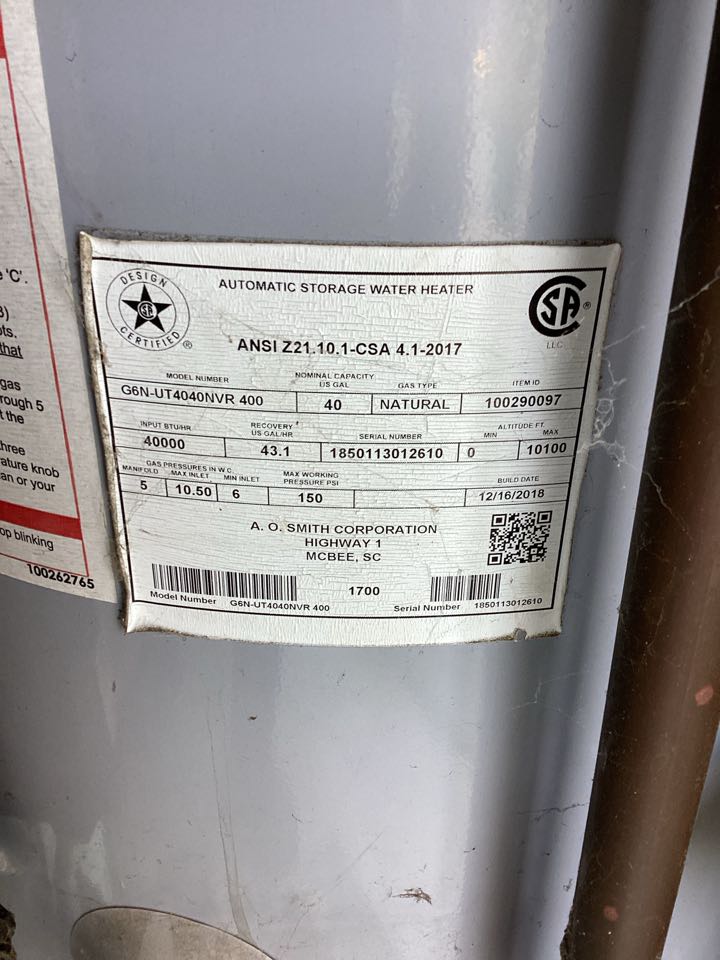 e 'C'.
3)
ots.
that
gas
rough 5
t the
three
rature knob
an or your
op blinking
100262765
DESIGN
CERTIFIED
®
AUTOMATIC STORAGE WATER HEATER
®
LLC
ANSI Z21.10.1-CSA 4.1-2017
MODEL NUMBER NOMINAL CAPACITY US GAL GAS TYPE ITEM ID
G6N-UT4040NVR 400 40 NATURAL 100290097
INPUT BTU/HR RECOVERY US GAL/HR SERIAL NUMBER ALTITUDE FT. MIN MAX
40000 43.1 1850113012610 0 10100
GAS PRESSURES IN W.C.
MANIFOLD MAX INLET MIN INLET MAX WORKING PRESSURE PSI BUILD DATE
5 10.50 6 150 12/16/2018
A. O. SMITH CORPORATION
HIGHWAY 1
MCBEE, SC
1700
Model Number G6N-UT4040NVR 400 Serial Number 1850113012610